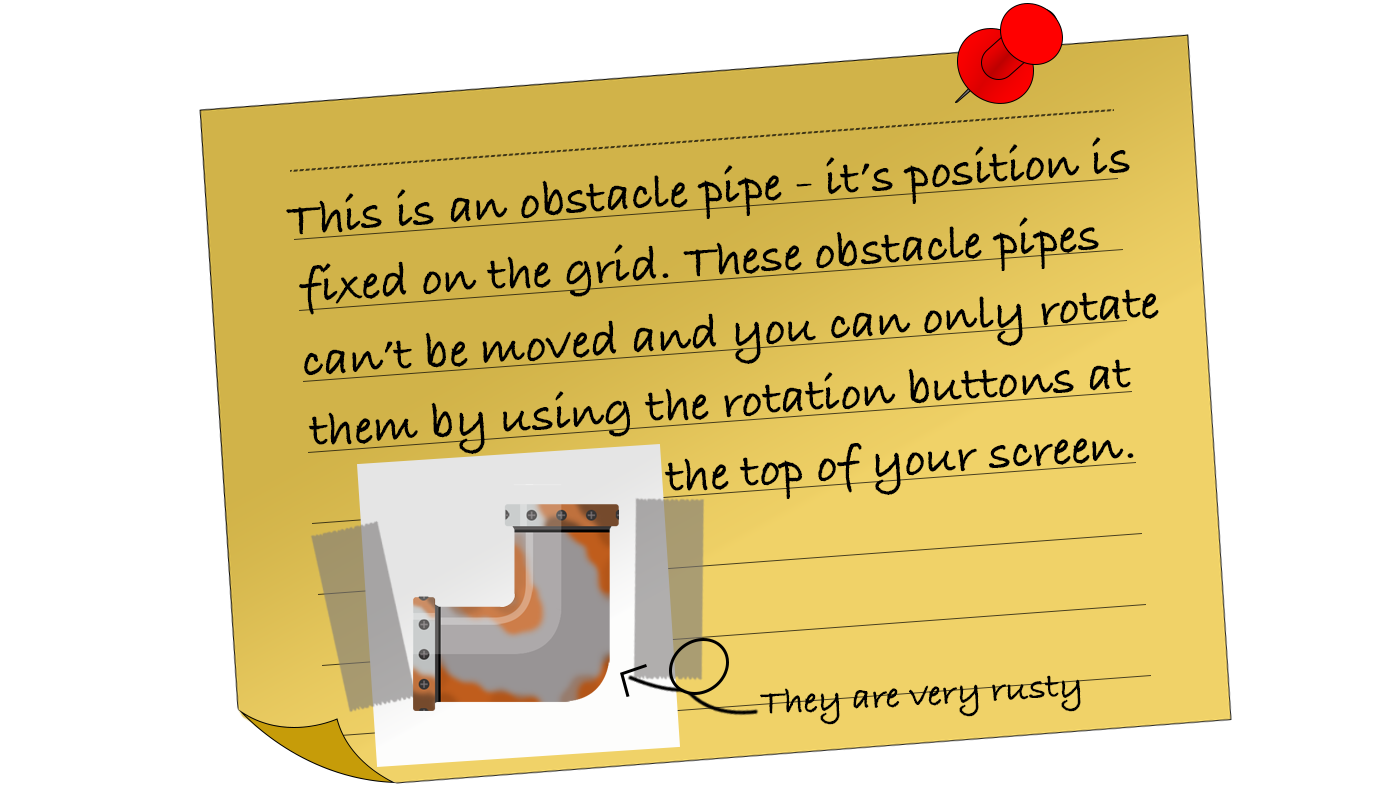 This is an obstacle pipe - it's position is
fixed on the grid. These obstacle pipes
can't be moved and you can only rotate
them by using the rotation buttons at
the top of your screen.
They are very rusty